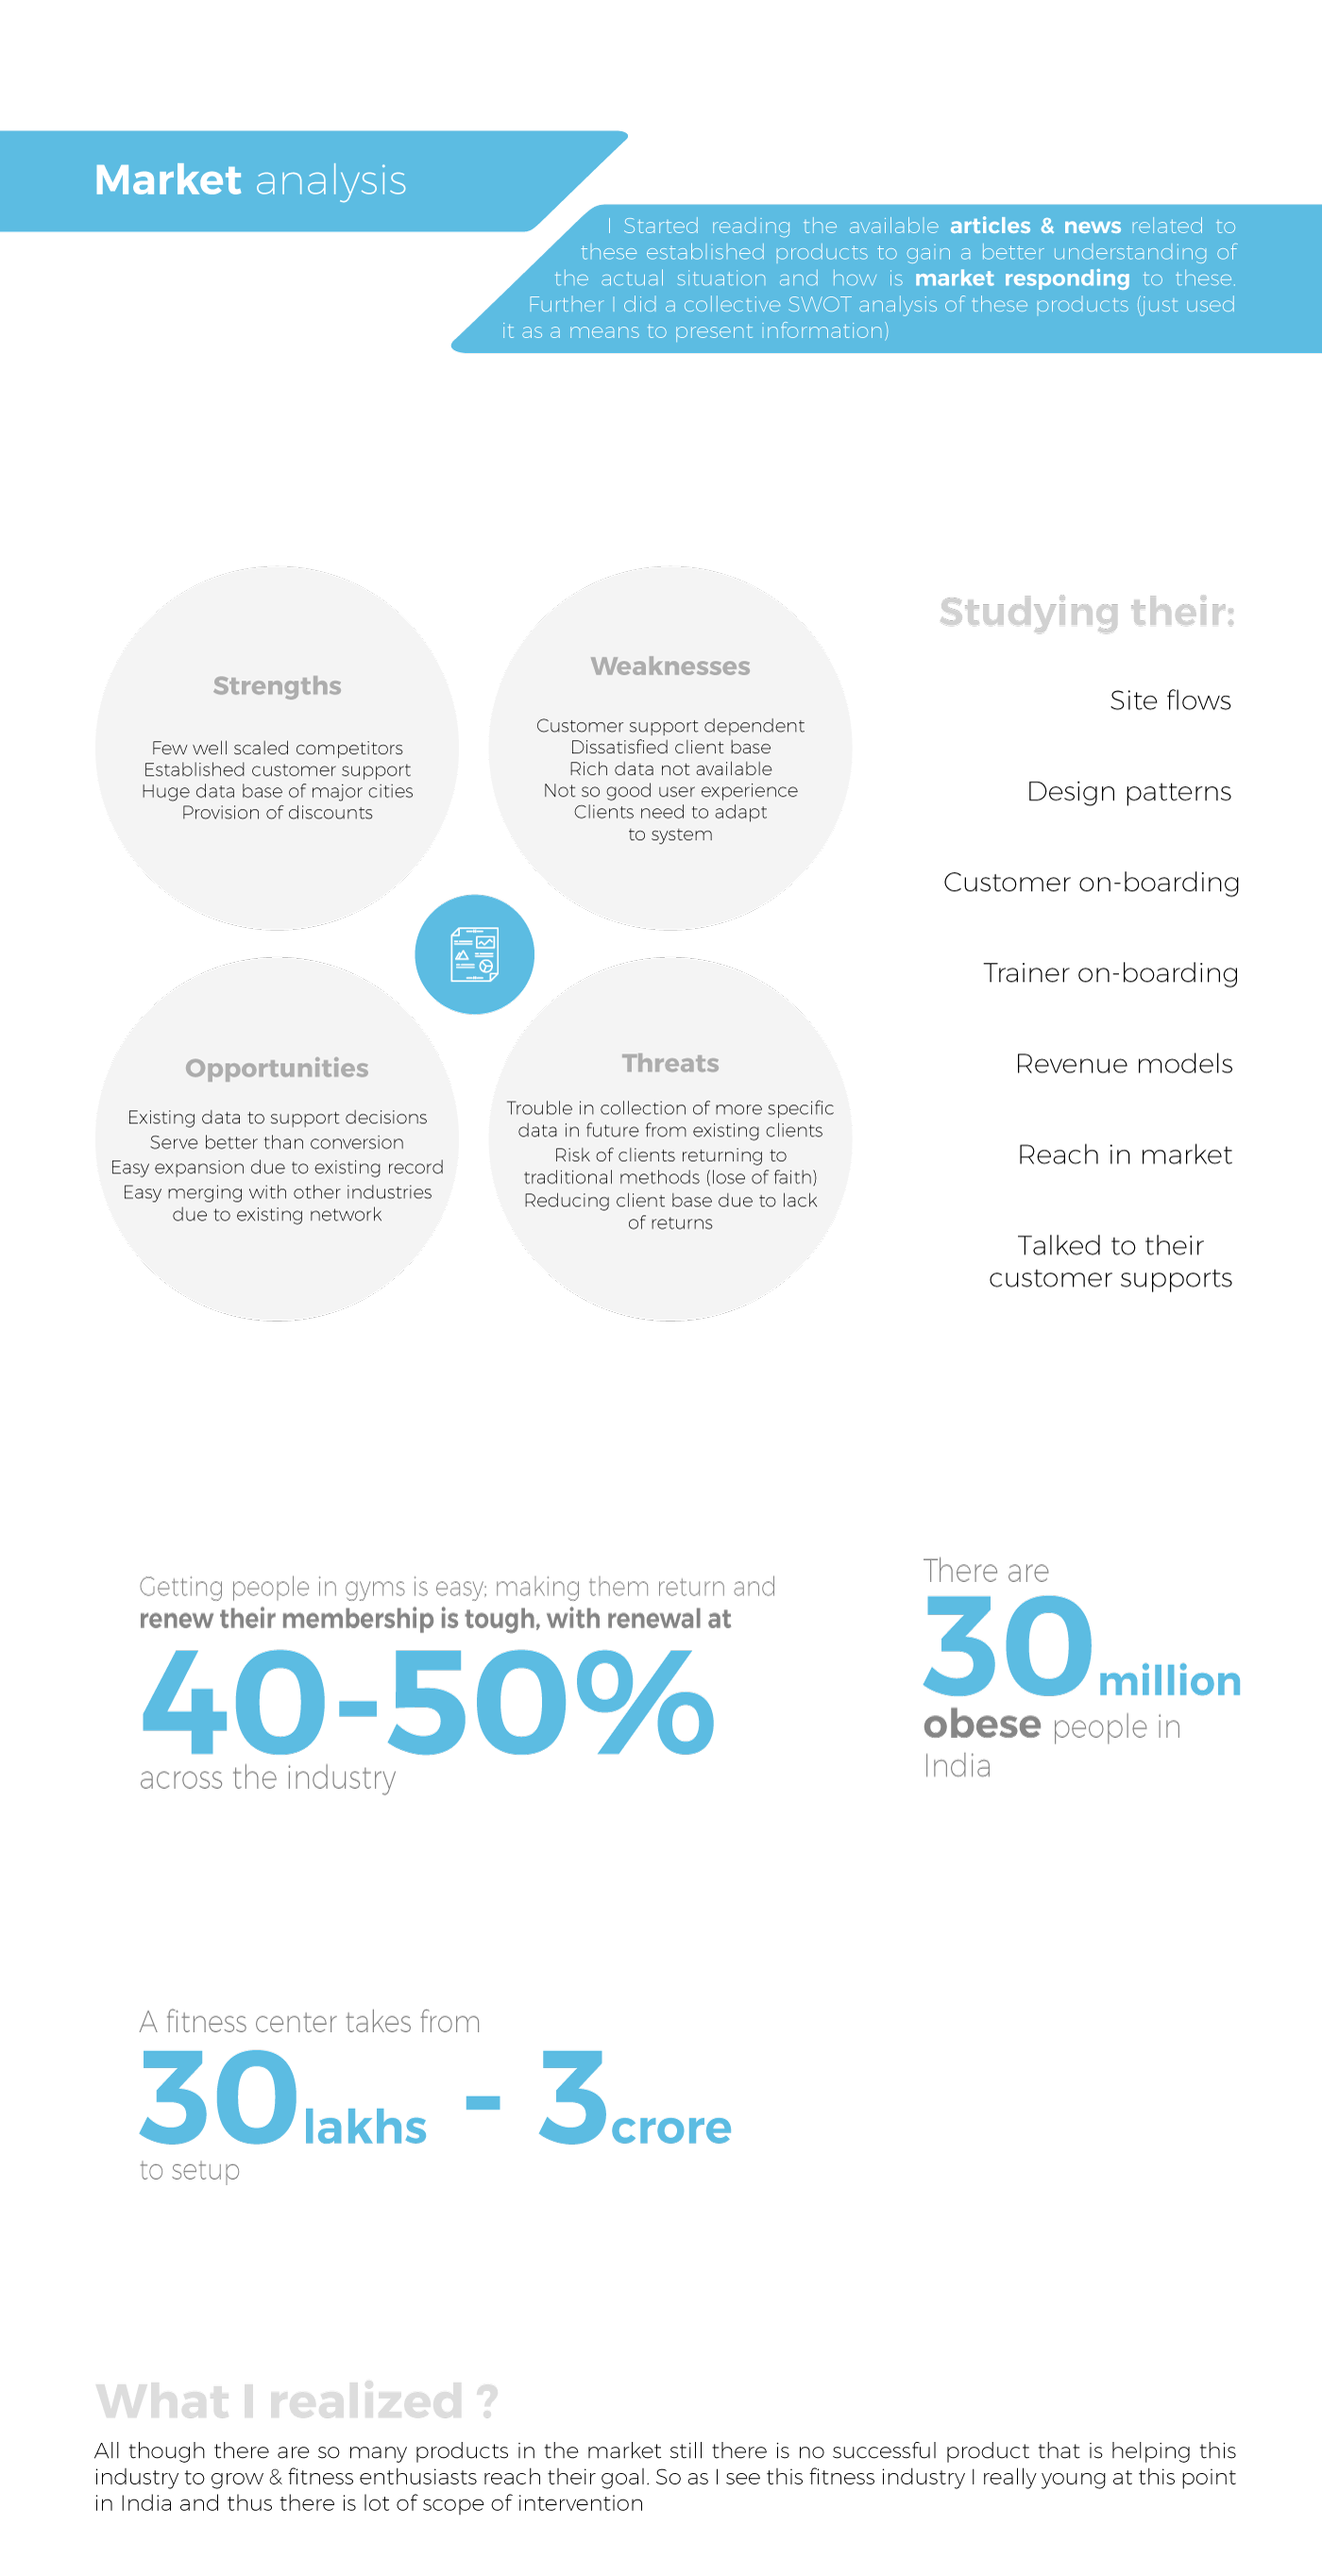 Market analysis
I Started reading the available articles & news related to
these established products to gain a better understanding of
the actual situation and how is market responding to these.
Further I did a collective SWOT analysis of these products (just used
it as a means to present information)
Strengths
Few well scaled competitors
Established customer support
Huge data base of major cities
Provision of discounts
Weaknesses
Customer support dependent
Dissatisfied client base
Rich data not available
Not so good user experience
Clients need to adapt
to system
Opportunities
Existing data to support decisions
Serve better than conversion
Easy expansion due to existing record
Easy merging with other industries
due to existing network
Threats
Trouble in collection of more specific
data in future from existing clients
Risk of clients returning to
traditional methods (lose of faith)
Reducing client base due to lack
of returns
Studying their:
Site flows
Design patterns
Customer on-boarding
Trainer on-boarding
Revenue models
Reach in market
Talked to their
customer supports
Getting people in gyms is easy; making them return and
renew their membership is tough, with renewal at
40-50%
across the industry
There are
30 million
obese people in
India
A fitness center takes from
30 lakhs - 3 crore
to setup
What I realized ?
All though there are so many products in the market still there is no successful product that is helping this
industry to grow & fitness enthusiasts reach their goal. So as I see this fitness industry I really young at this point
in India and thus there is lot of scope of intervention